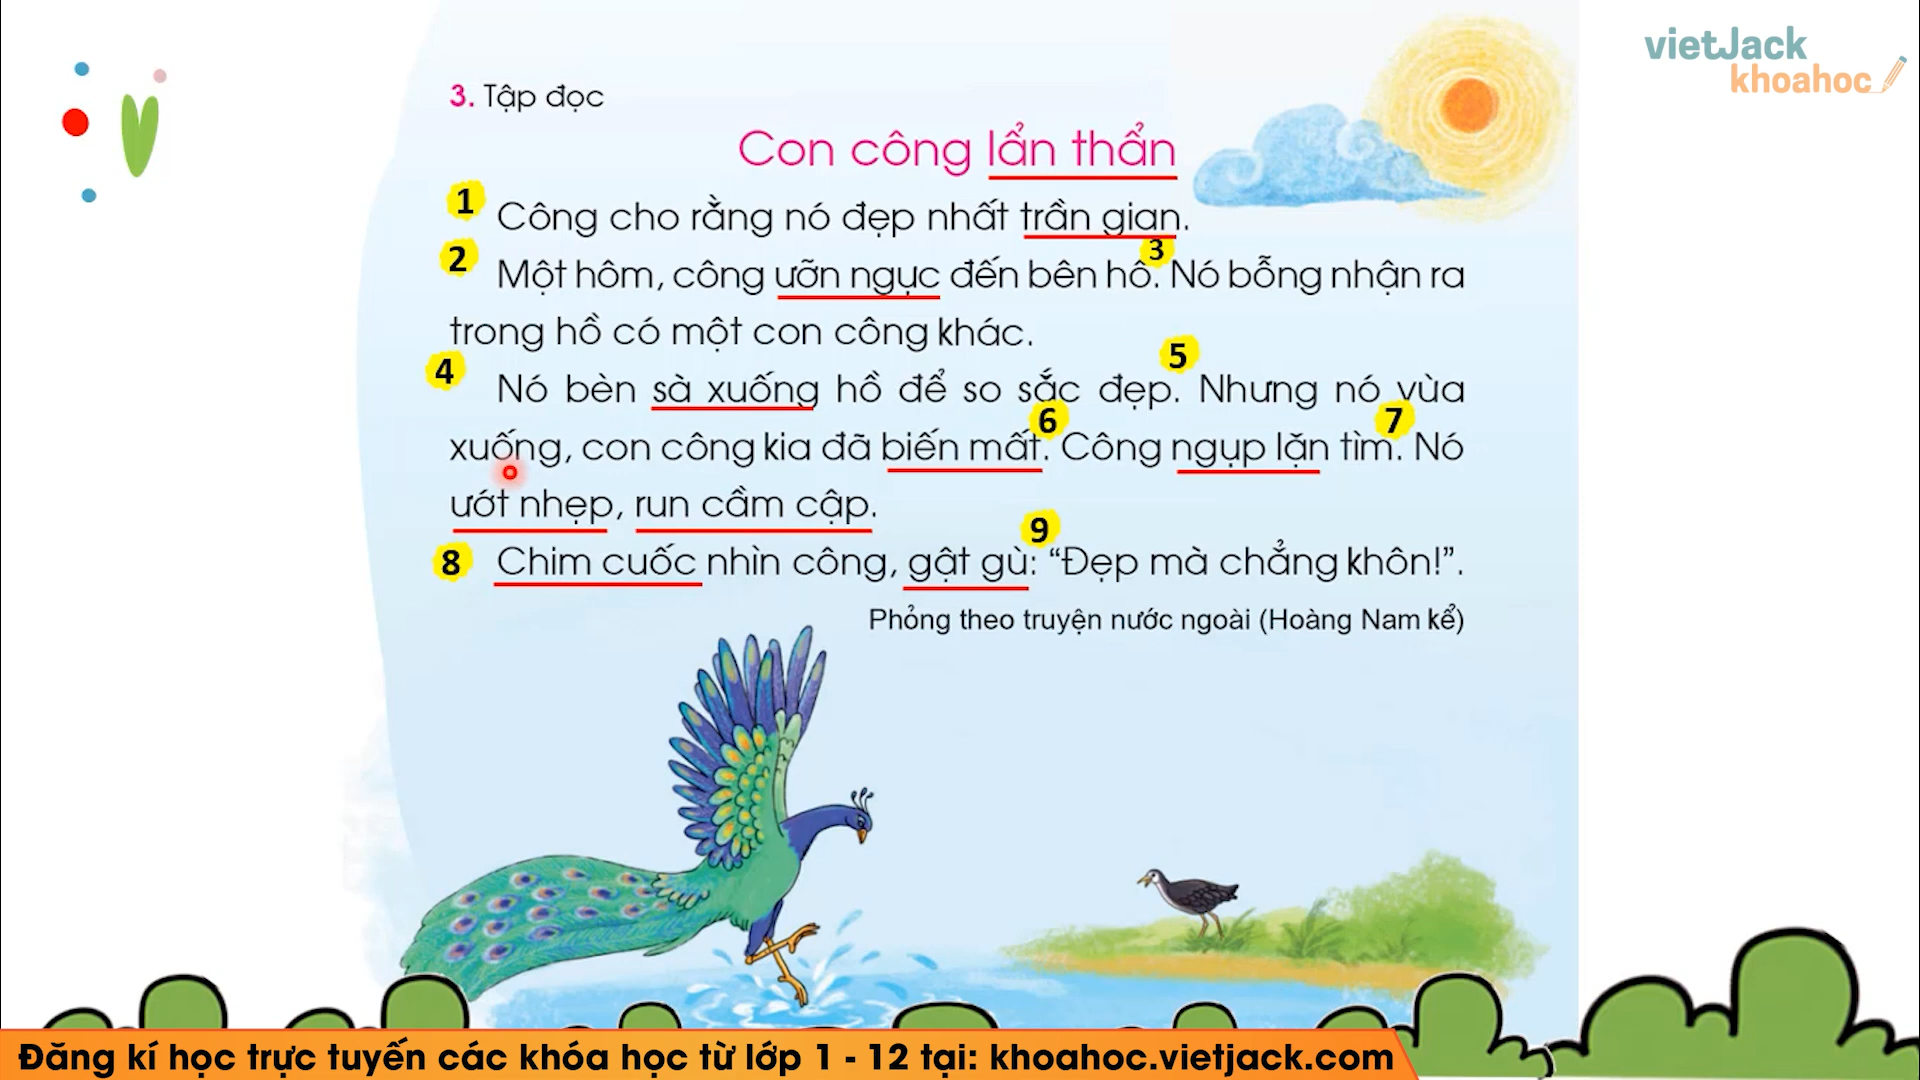 vietJack
khoahoc
3. Tập đọc
Con công lẩn thẩn
1 Công cho rằng nó đẹp nhất trần gian.
2 Một hôm, công ưỡn ngực đến bên hồ. 3 Nó bỗng nhận ra
trong hồ có một con công khác.
4 Nó bèn sà xuống hồ để so sắc đẹp. 5 Nhưng nó vừa
xuống, con công kia đã biến mất. 6 Công ngụp lặn tìm. 7 Nó
ướt nhẹp, run cầm cập.
8 Chim cuốc nhìn công, gật gù: 9 “Đẹp mà chẳng khôn!”.
Phỏng theo truyện nước ngoài (Hoàng Nam kể)
Đăng kí học trực tuyến các khóa học từ lớp 1 - 12 tại: khoahoc.vietjack.com